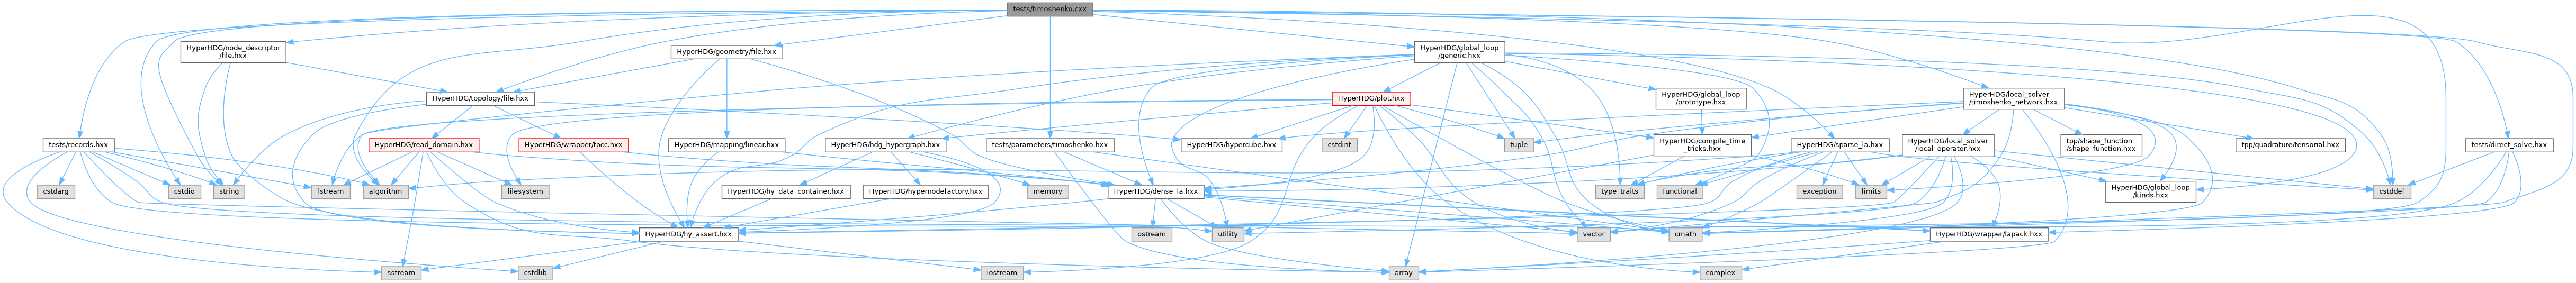 tests/timoshenko.cxx
HyperHDG/node_descriptor
/file.hxx
HyperHDG/geometry/file.hxx
HyperHDG/global_loop
/generic.hxx
HyperHDG/topology/file.hxx
HyperHDG/plot.hxx
HyperHDG/global_loop
/prototype.hxx
HyperHDG/local_solver
/timoshenko_network.hxx
tests/records.hxx
HyperHDG/read_domain.hxx
HyperHDG/wrapper/tpcc.hxx
HyperHDG/mapping/linear.hxx
HyperHDG/hdg_hypergraph.hxx
tests/parameters/timoshenko.hxx
HyperHDG/hypercube.hxx
cstdint
tuple
HyperHDG/compile_time
_tricks.hxx
HyperHDG/sparse_la.hxx
HyperHDG/local_solver
/local_operator.hxx
tpp/shape_function
/shape_function.hxx
tpp/quadrature/tensorial.hxx
tests/direct_solve.hxx
cstdarg
cstdio
string
fstream
algorithm
filesystem
HyperHDG/hy_data_container.hxx
HyperHDG/hypernodefactory.hxx
memory
HyperHDG/dense_la.hxx
type_traits
functional
exception
limits
HyperHDG/global_loop
/kinds.hxx
cstddef
HyperHDG/hy_assert.hxx
ostream
utility
vector
cmath
HyperHDG/wrapper/lapack.hxx
sstream
cstdlib
iostream
array
complex